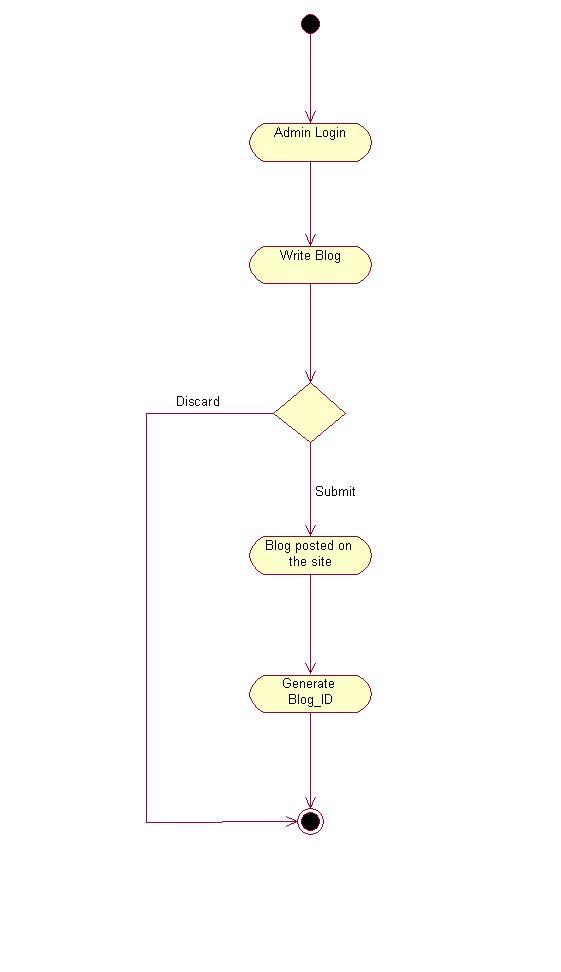 Admin Login
Write Blog
Discard
Submit
Blog posted on
the site
Generate
Blog_ID